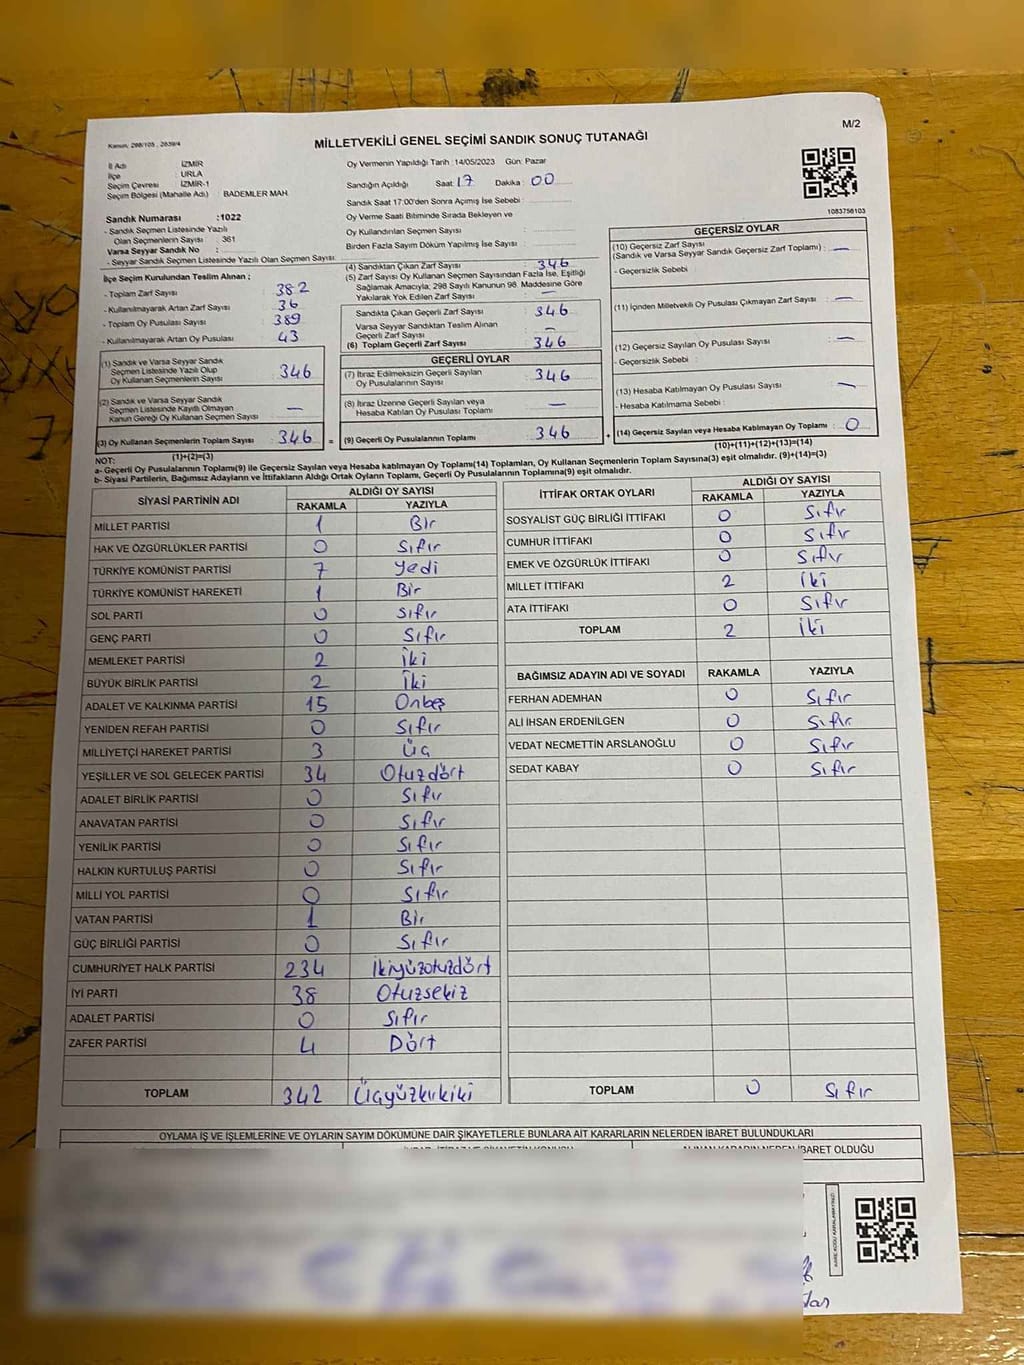 M/2
Kanun, 298/105 , 2839/4
MİLLETVEKİLİ GENEL SEÇİMİ SANDIK SONUÇ TUTANAĞI
İl Adı : İZMİR
İlçe : URLA
Seçim Çevresi : İZMİR-1
Seçim Bölgesi (Mahalle Adı) : BADEMLER MAH.
Oy Vermenin Yapıldığı Tarih :14/05/2023 Gün: Pazar
Sandığın Açıldığı Saat : 17 Dakika : 00
Sandık Saat 17:00'den Sonra Açımış İse Sebebi :
Oy Verme Saati Bitiminde Sırada Bekleyen ve
Oy Kullandırılan Seçmen Sayısı :
Birden Fazla Sayım Döküm Yapılmış İse Sayısı :
1083756103
Sandık Numarası :1022
- Sandık Seçmen Listesinde Yazılı
Olan Seçmenlerin Sayısı : 361
Varsa Seyyar Sandık No :
- Seyyar Sandık Seçmen Listesinde Yazılı Olan Seçmen Sayısı:
İlçe Seçim Kurulundan Teslim Alınan ;
- Toplam Zarf Sayısı : 382
- Kullanılmayarak Artan Zarf Sayısı : 36
- Toplam Oy Pusulası Sayısı : 389
- Kullanılmayarak Artan Oy Pusulası : 43
(1) Sandık ve Varsa Seyyar Sandık
Seçmen Listesinde Yazılı Olup
Oy Kullanan Seçmenlerin Sayısı : 346
(2) Sandık ve Varsa Seyyar Sandık
Seçmen Listesinde Kayıtlı Olmayan
Kanun Gereği Oy Kullanan Seçmen Sayısı : —
(3) Oy Kullanan Seçmenlerin Toplam Sayısı : 346
(1)+(2)=(3)
(4) Sandıktan Çıkan Zarf Sayısı : 346
(5) Zarf Sayısı Oy Kullanan Seçmen Sayısından Fazla İse, Eşitliği
Sağlamak Amacıyla; 298 Sayılı Kanunun 98. Maddesine Göre
Yakılarak Yok Edilen Zarf Sayısı : —
Sandıkta Çıkan Geçerli Zarf Sayısı : 346
Varsa Seyyar Sandıktan Teslim Alınan
Geçerli Zarf Sayısı : —
(6) Toplam Geçerli Zarf Sayısı : 346
GEÇERLİ OYLAR
(7) İtiraz Edilmeksizin Geçerli Sayılan
Oy Pusulalarının Sayısı : 346
(8) İtiraz Üzerine Geçerli Sayılan veya
Hesaba Katılan Oy Pusulası Toplamı : —
= (9) Geçerli Oy Pusulalarının Toplamı : 346
GEÇERSİZ OYLAR
(10) Geçersiz Zarf Sayısı
(Sandık ve Varsa Seyyar Sandık Geçersiz Zarf Toplamı) : —
- Geçersizlik Sebebi
(11) İçinden Milletvekili Oy Pusulası Çıkmayan Zarf Sayısı : —
(12) Geçersiz Sayılan Oy Pusulası Sayısı : —
- Geçersizlik Sebebi :
(13) Hesaba Katılmayan Oy Pusulası Sayısı : —
- Hesaba Katılmama Sebebi :
+ (14) Geçersiz Sayılan veya Hesaba Katılmayan Oy Toplamı : 0
(10)+(11)+(12)+(13)=(14)
NOT:
a- Geçerli Oy Pusulalarının Toplamı(9) ile Geçersiz Sayılan veya Hesaba katılmayan Oy Toplamı(14) Toplamları, Oy Kullanan Seçmenlerin Toplam Sayısına(3) eşit olmalıdır. (9)+(14)=(3)
b- Siyasi Partilerin, Bağımsız Adayların ve İttifakların Aldığı Ortak Oyların Toplamı, Geçerli Oy Pusulalarının Toplamına(9) eşit olmalıdır.
SİYASİ PARTİNİN ADI ALDIĞI OY SAYISI
RAKAMLA YAZIYLA
MİLLET PARTİSİ 1 Bir
HAK VE ÖZGÜRLÜKLER PARTİSİ 0 Sıfır
TÜRKİYE KOMÜNİST PARTİSİ 7 Yedi
TÜRKİYE KOMÜNİST HAREKETİ 1 Bir
SOL PARTİ 0 Sıfır
GENÇ PARTİ 0 Sıfır
MEMLEKET PARTİSİ 2 İki
BÜYÜK BİRLİK PARTİSİ 2 İki
ADALET VE KALKINMA PARTİSİ 15 Onbeş
YENİDEN REFAH PARTİSİ 0 Sıfır
MİLLİYETÇİ HAREKET PARTİSİ 3 Üç
YEŞİLLER VE SOL GELECEK PARTİSİ 34 Otuzdört
ADALET BİRLİK PARTİSİ 0 Sıfır
ANAVATAN PARTİSİ 0 Sıfır
YENİLİK PARTİSİ 0 Sıfır
HALKIN KURTULUŞ PARTİSİ 0 Sıfır
MİLLİ YOL PARTİSİ 0 Sıfır
VATAN PARTİSİ 1 Bir
GÜÇ BİRLİĞİ PARTİSİ 0 Sıfır
CUMHURİYET HALK PARTİSİ 234 İkiyüzotuzdört
İYİ PARTİ 38 Otuzsekiz
ADALET PARTİSİ 0 Sıfır
ZAFER PARTİSİ 4 Dört
TOPLAM 342 Üçyüzkırkiki
İTTİFAK ORTAK OYLARI ALDIĞI OY SAYISI
RAKAMLA YAZIYLA
SOSYALİST GÜÇ BİRLİĞİ İTTİFAKI 0 Sıfır
CUMHUR İTTİFAKI 0 Sıfır
EMEK VE ÖZGÜRLÜK İTTİFAKI 0 Sıfır
MİLLET İTTİFAKI 2 İki
ATA İTTİFAKI 0 Sıfır
TOPLAM 2 İki
BAĞIMSIZ ADAYIN ADI VE SOYADI RAKAMLA YAZIYLA
FERHAN ADEMHAN 0 Sıfır
ALİ İHSAN ERDENİLGEN 0 Sıfır
VEDAT NECMETTİN ARSLANOĞLU 0 Sıfır
SEDAT KABAY 0 Sıfır
TOPLAM 0 Sıfır
OYLAMA İŞ VE İŞLEMLERİNE VE OYLARIN SAYIM DÖKÜMÜNE DAİR ŞİKAYETLERLE BUNLARA AİT KARARLARIN NELERDEN İBARET BULUNDUKLARI
İBARET OLDUĞU